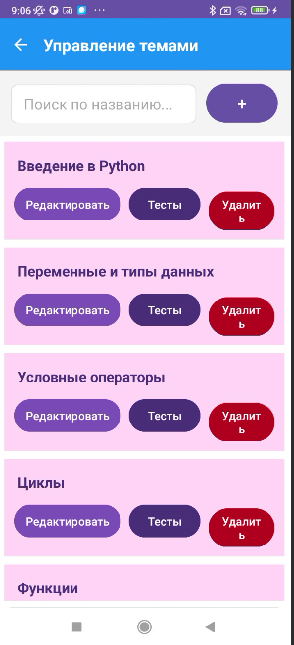 9:06
Управление темами
Поиск по названию...
+
Введение в Python
Редактировать
Тесты
Удалит
ь
Переменные и типы данных
Редактировать
Тесты
Удалит
ь
Условные операторы
Редактировать
Тесты
Удалит
ь
Циклы
Редактировать
Тесты
Удалит
ь
Функции